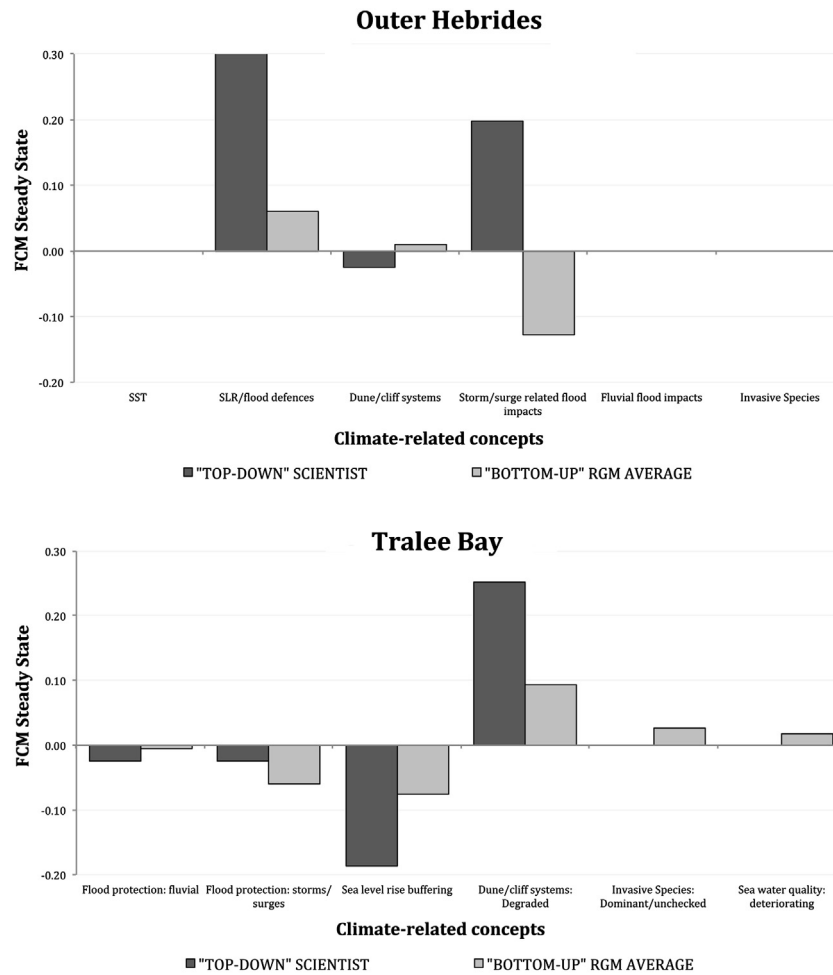 Outer Hebrides
FCM Steady State
0.30
0.20
0.10
0.00
-0.10
-0.20
SST
SLR/flood defences
Dune/cliff systems
Storm/surge related flood
impacts
Fluvial flood impacts
Invasive Species
Climate-related concepts
"TOP-DOWN" SCIENTIST
"BOTTOM-UP" RGM AVERAGE
Tralee Bay
FCM Steady State
0.30
0.20
0.10
0.00
-0.10
-0.20
Flood protection: fluvial
Flood protection: storms/
surges
Sea level rise buffering
Dune/cliff systems:
Degraded
Invasive Species:
Dominant/unchecked
Sea water quality:
deteriorating
Climate-related concepts
"TOP-DOWN" SCIENTIST
"BOTTOM-UP" RGM AVERAGE